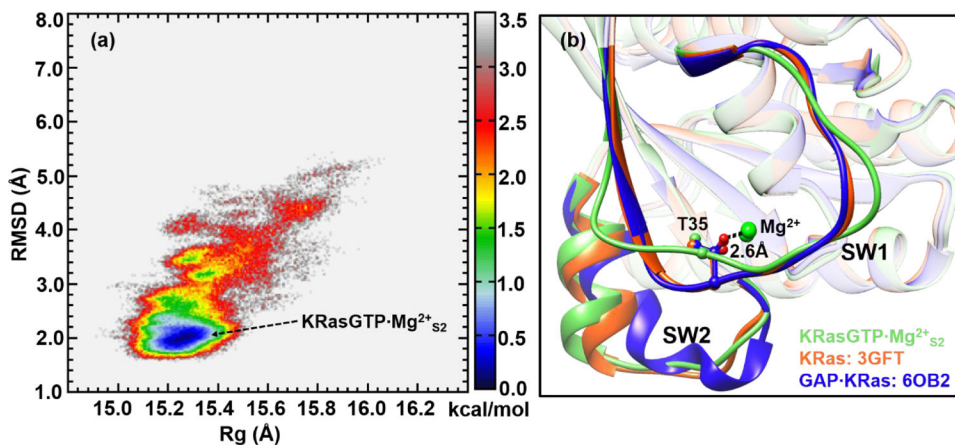 (a)
8.0
7.0
6.0
5.0
4.0
3.0
2.0
1.0
RMSD (Å)
15.0 15.2 15.4 15.6 15.8 16.0 16.2
Rg (Å)
KRasGTP·Mg²⁺S2
3.5
3.0
2.5
2.0
1.5
1.0
0.5
0.0
kcal/mol
(b)
T35
Mg²⁺
2.6Å
SW1
SW2
KRasGTP·Mg²⁺S2
KRas: 3GFT
GAP·KRas: 6OB2